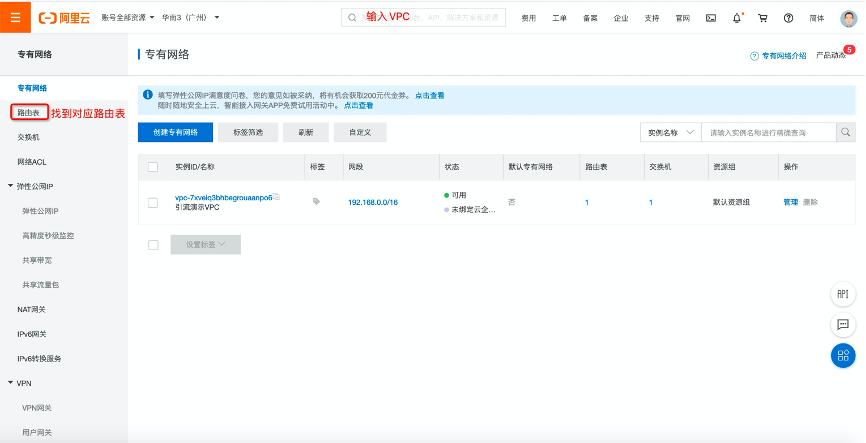 阿里云
账号全部资源
华南3（广州）
输入 VPC
API、解决方案和资源
费用
工单
备案
企业
支持
官网
简体
专有网络
专有网络
路由表
找到对应路由表
交换机
网络ACL
弹性公网IP
弹性公网IP
高精度秒级监控
共享带宽
共享流量包
NAT网关
IPv6网关
IPv6转换服务
VPN
VPN网关
用户网关
专有网络
专有网络介绍
产品动态
5
填写弹性公网IP满意度问卷，您的意见如被采纳，将有机会获取200元代金券。 点击查看
随时随地安全上云，智能接入网关APP免费试用活动中。 点击查看
创建专有网络
标签筛选
刷新
自定义
实例名称
请输入实例名称进行精确查询
实例ID/名称 标签 网段 状态 默认专有网络 路由表 交换机 资源组 操作
vpc-7xveiq3bhbegrouaanpo6
引流演示VPC
192.168.0.0/16
可用
未绑定云企...
否
1
1
默认资源组
管理 删除
设置标签
API